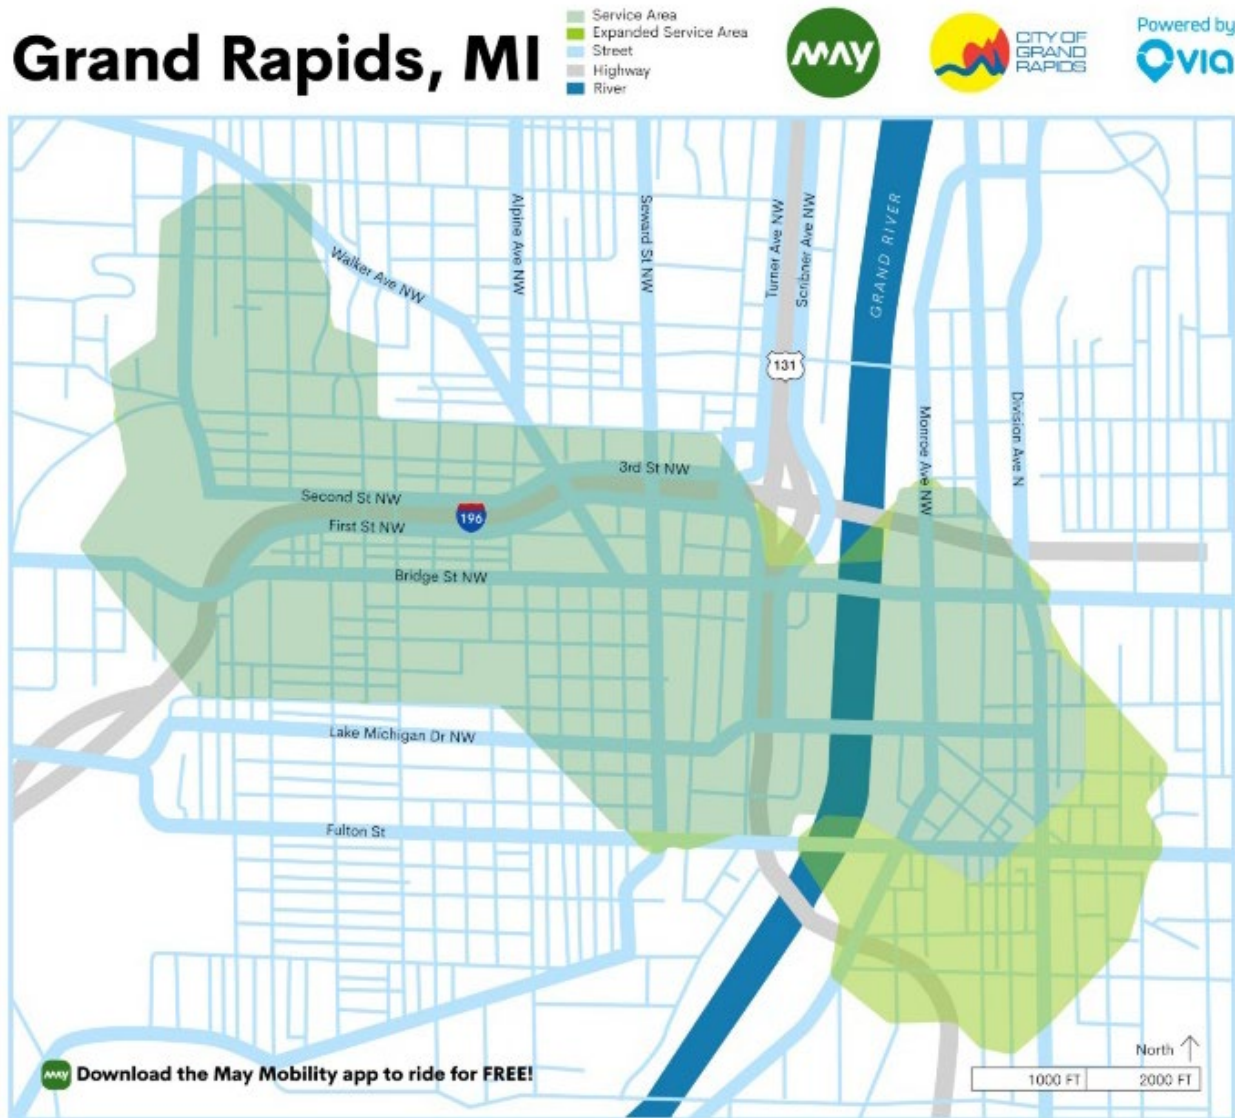 Grand Rapids, MI
Service Area
Expanded Service Area
Street
Highway
River
MAY
CITY OF
GRAND
RAPIDS
Powered by
via
Walker Ave NW
Alpine Ave NW
Seward St NW
Turner Ave NW
Scribner Ave NW
GRAND RIVER
131
Monroe Ave NW
Division Ave N
3rd St NW
Second St NW
196
First St NW
Bridge St NW
Lake Michigan Dr NW
Fulton St
MAY Download the May Mobility app to ride for FREE!
North
1000 FT 2000 FT